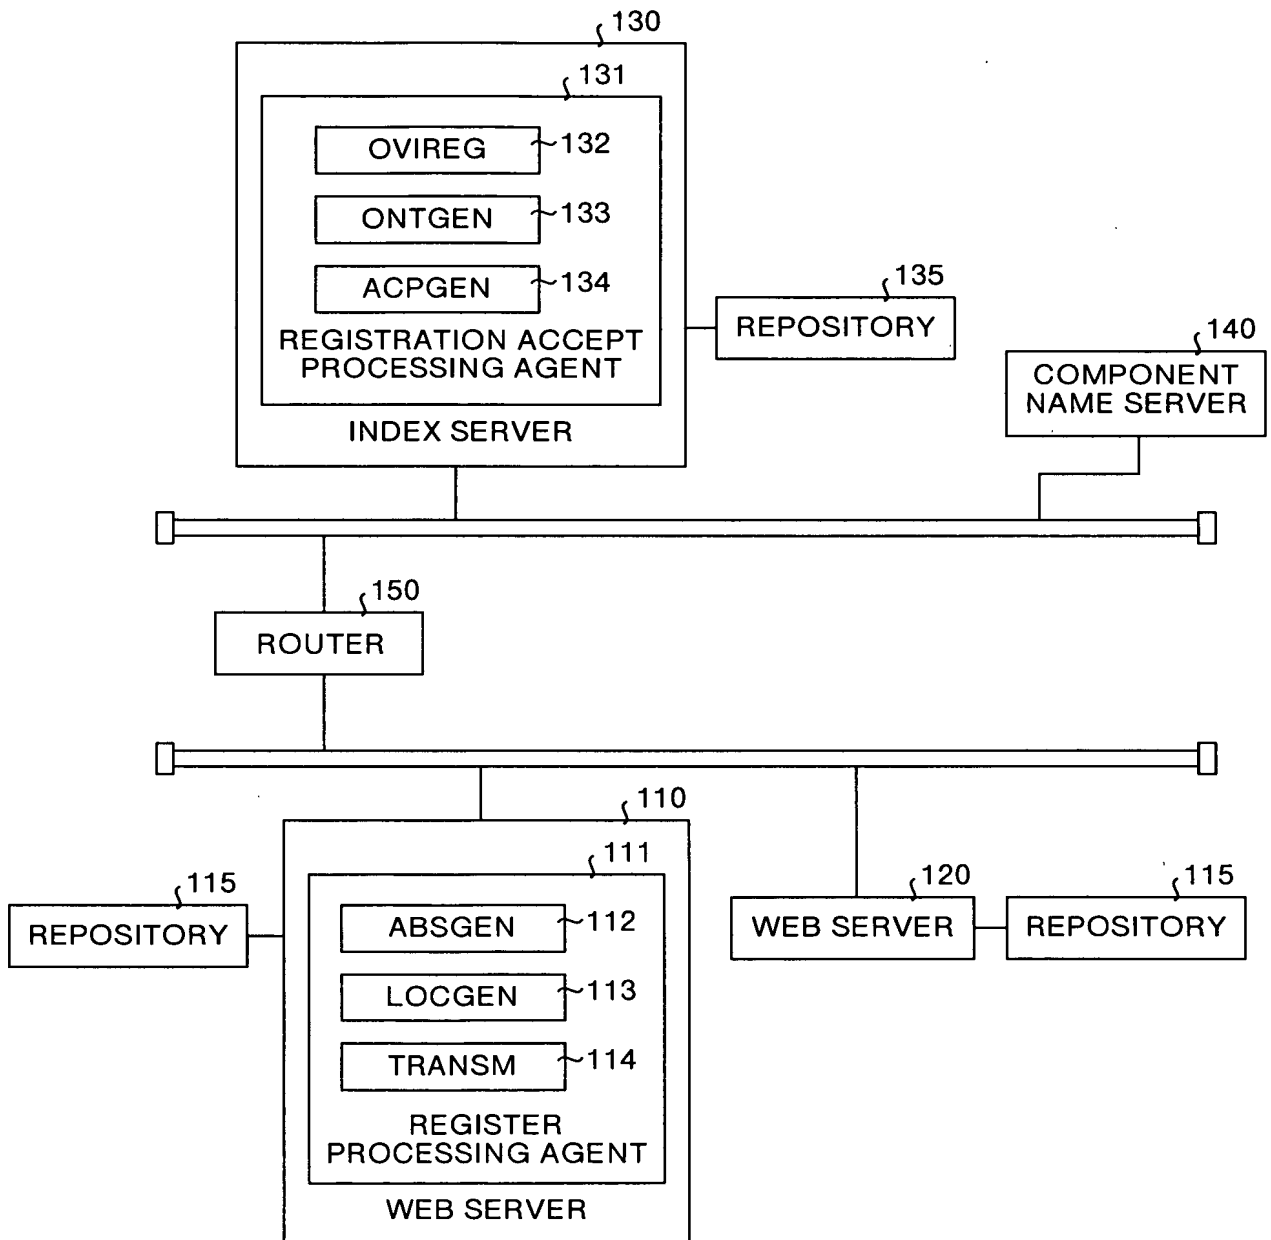 130
131
OVIREG 132
ONTGEN 133
ACPGEN 134
REGISTRATION ACCEPT
PROCESSING AGENT
INDEX SERVER
135
REPOSITORY
140
COMPONENT
NAME SERVER
150
ROUTER
110
111
115
REPOSITORY
ABSGEN 112
LOCGEN 113
TRANSM 114
REGISTER
PROCESSING AGENT
WEB SERVER
120
WEB SERVER
115
REPOSITORY